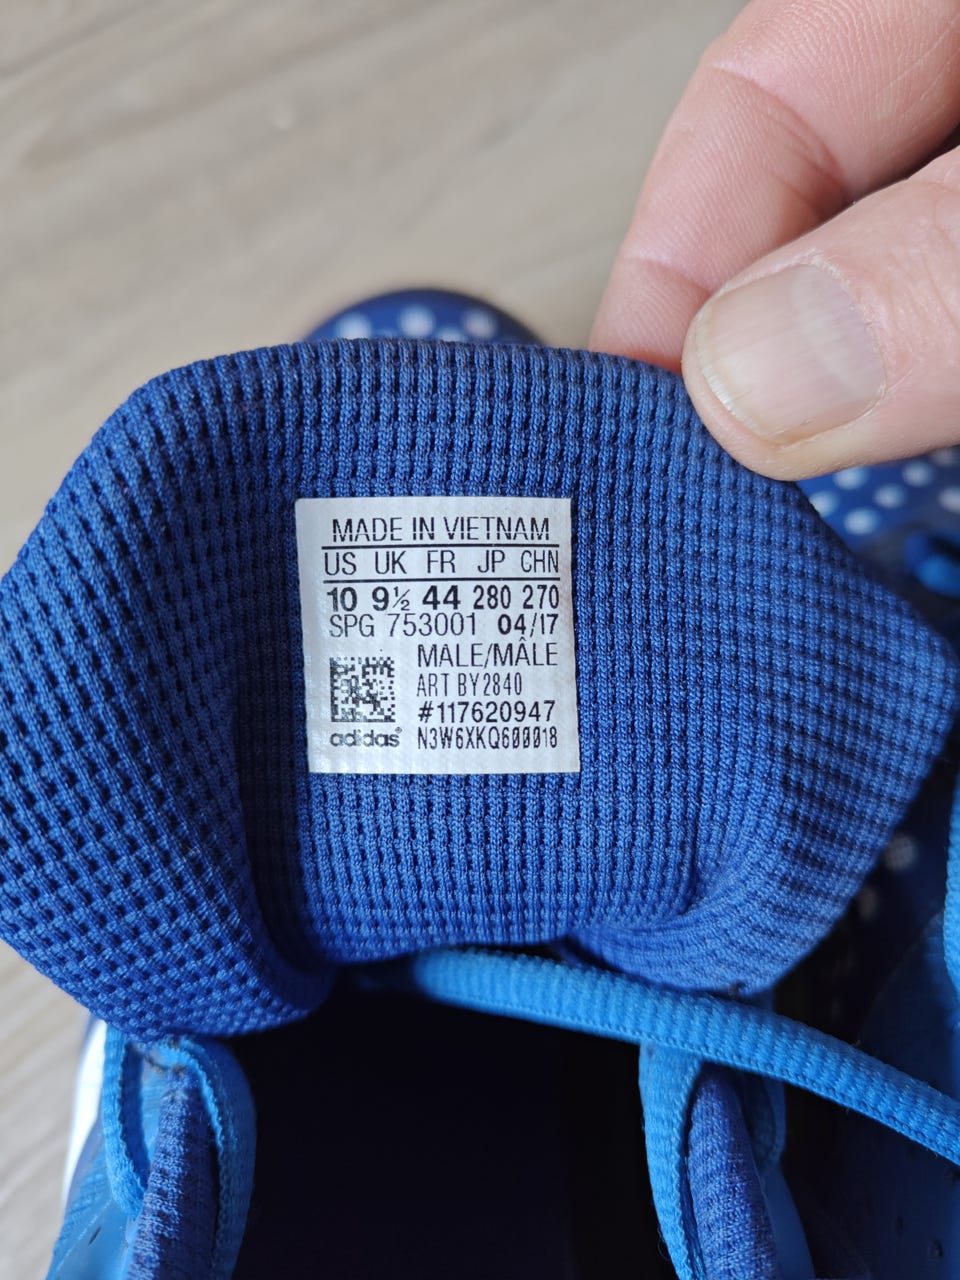 MADE IN VIETNAM
US UK FR JP CHN
10 9½ 44 280 270
SPG 753001 04/17
MALE/MÂLE
ART BY2840
#117620947
adidas® N3W6XKQ600018